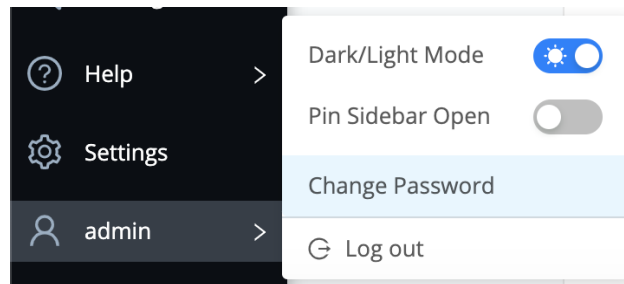 Help
Settings
admin
Dark/Light Mode
Pin Sidebar Open
Change Password
Log out